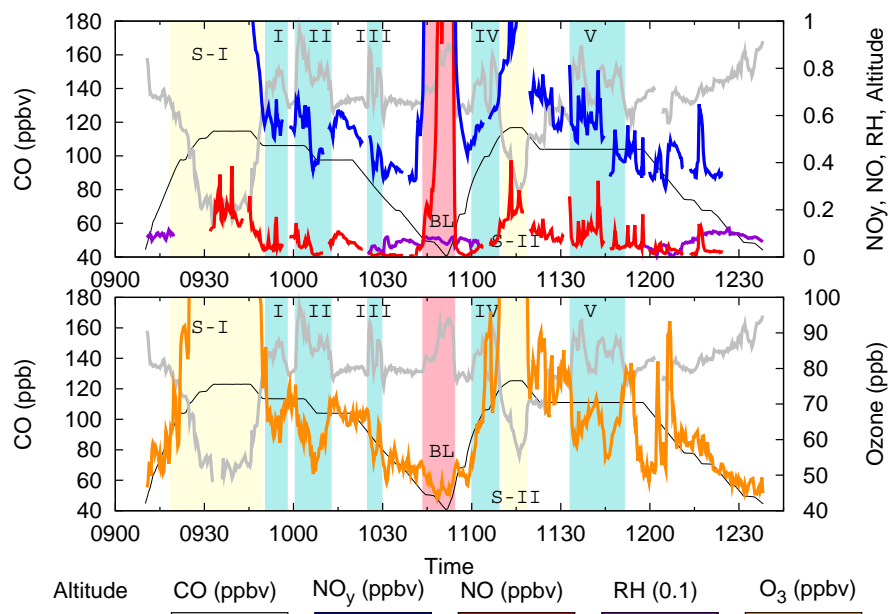 180 1
160 I II III IV V 0.8
S-I
140
120 0.6
CO (ppbv) NOy, NO, RH, Altitude
100 0.4
80
0.2
60 BL
S-II
40 0
0900 0930 1000 1030 1100 1130 1200 1230
180 100
I II III IV V
160 S-I 90
140 80
120
CO (ppb) 70 Ozone (ppb)
100
80 60
60 BL 50
S-II
40 40
0900 0930 1000 1030 1100 1130 1200 1230
Time
Altitude CO (ppbv) NOy (ppbv) NO (ppbv) RH (0.1) O3 (ppbv)